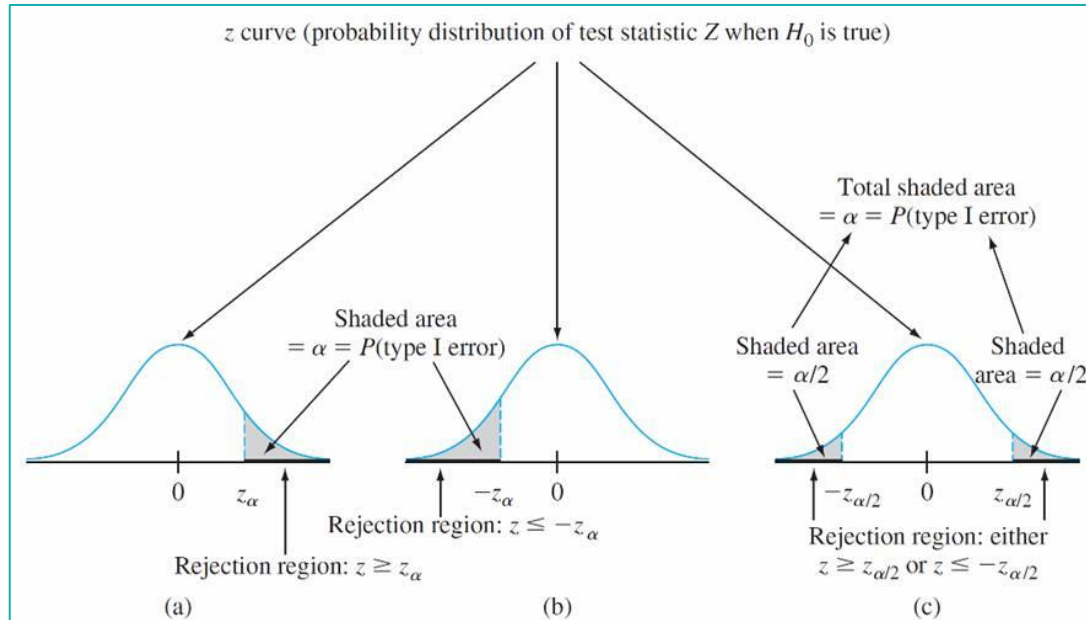 z curve (probability distribution of test statistic Z when H₀ is true)
Total shaded area
= α = P(type I error)
Shaded area
= α = P(type I error)
Shaded area
= α/2
Shaded
area = α/2
0
zα
−zα
0
−zα/2
0
zα/2
Rejection region: z ≤ −zα
Rejection region: z ≥ zα
Rejection region: either
z ≥ zα/2 or z ≤ −zα/2
(a)
(b)
(c)